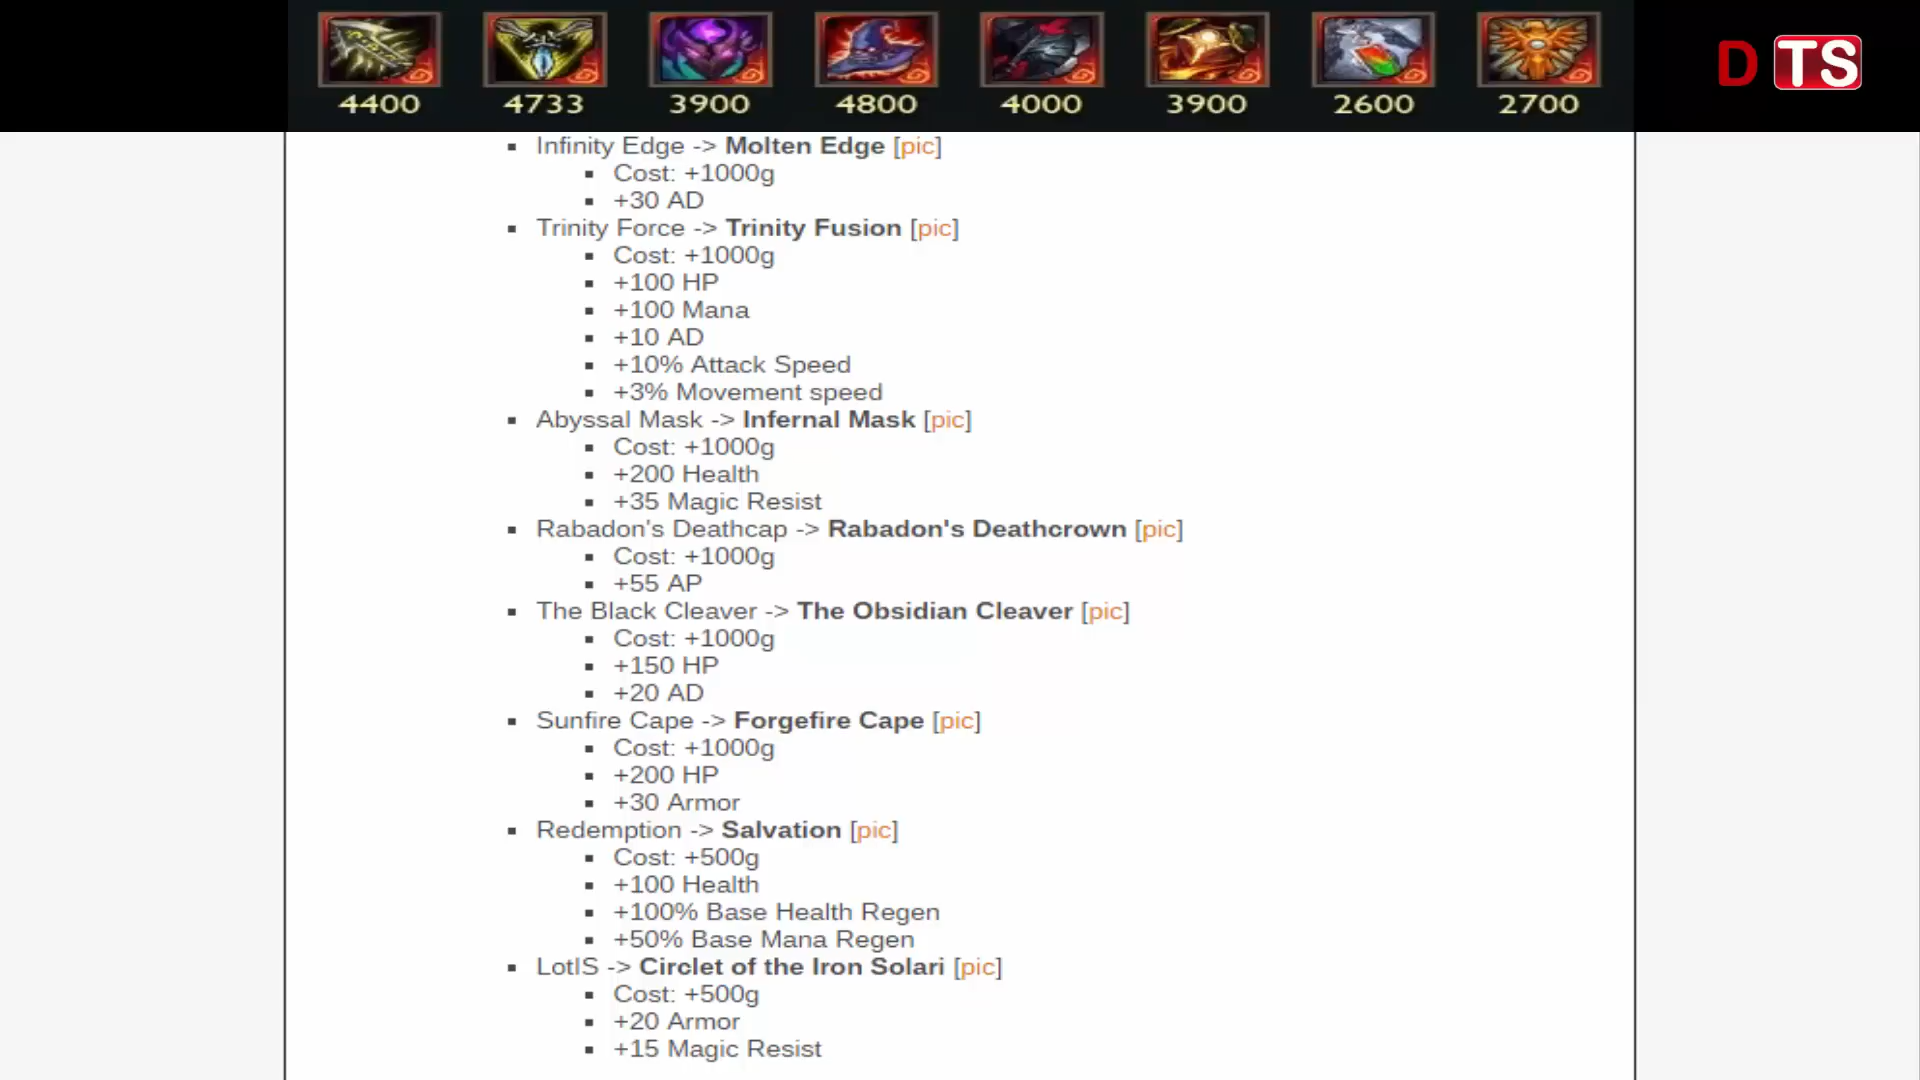 4400 4733 3900 4800 4000 3900 2600 2700
D TS
Infinity Edge -> Molten Edge [pic]
Cost: +1000g
+30 AD
Trinity Force -> Trinity Fusion [pic]
Cost: +1000g
+100 HP
+100 Mana
+10 AD
+10% Attack Speed
+3% Movement speed
Abyssal Mask -> Infernal Mask [pic]
Cost: +1000g
+200 Health
+35 Magic Resist
Rabadon's Deathcap -> Rabadon's Deathcrown [pic]
Cost: +1000g
+55 AP
The Black Cleaver -> The Obsidian Cleaver [pic]
Cost: +1000g
+150 HP
+20 AD
Sunfire Cape -> Forgefire Cape [pic]
Cost: +1000g
+200 HP
+30 Armor
Redemption -> Salvation [pic]
Cost: +500g
+100 Health
+100% Base Health Regen
+50% Base Mana Regen
LotIS -> Circlet of the Iron Solari [pic]
Cost: +500g
+20 Armor
+15 Magic Resist